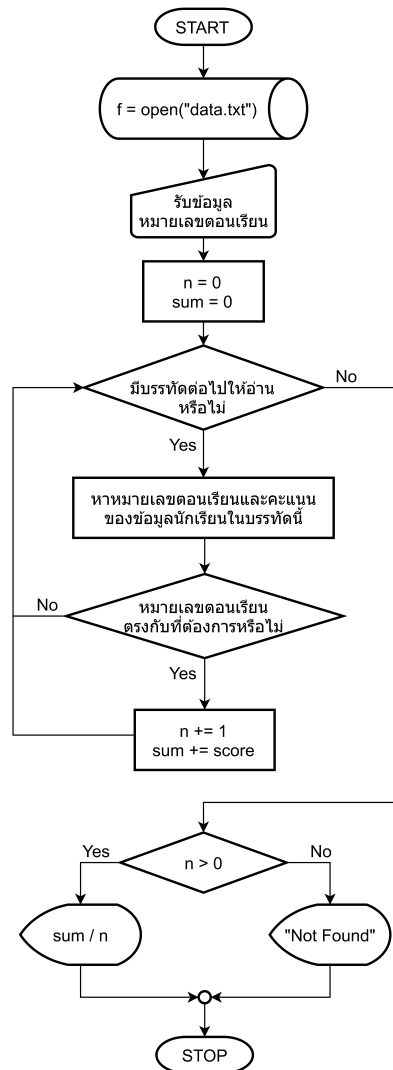 START
f = open("data.txt")
รับข้อมูล
หมายเลขตอนเรียน
n = 0
sum = 0
มีบรรทัดต่อไปให้อ่าน
หรือไม่
No
Yes
หาหมายเลขตอนเรียนและคะแนน
ของข้อมูลนักเรียนในบรรทัดนี้
หมายเลขตอนเรียน
ตรงกับที่ต้องการหรือไม่
No
Yes
n += 1
sum += score
n > 0
Yes
No
sum / n
"Not Found"
STOP